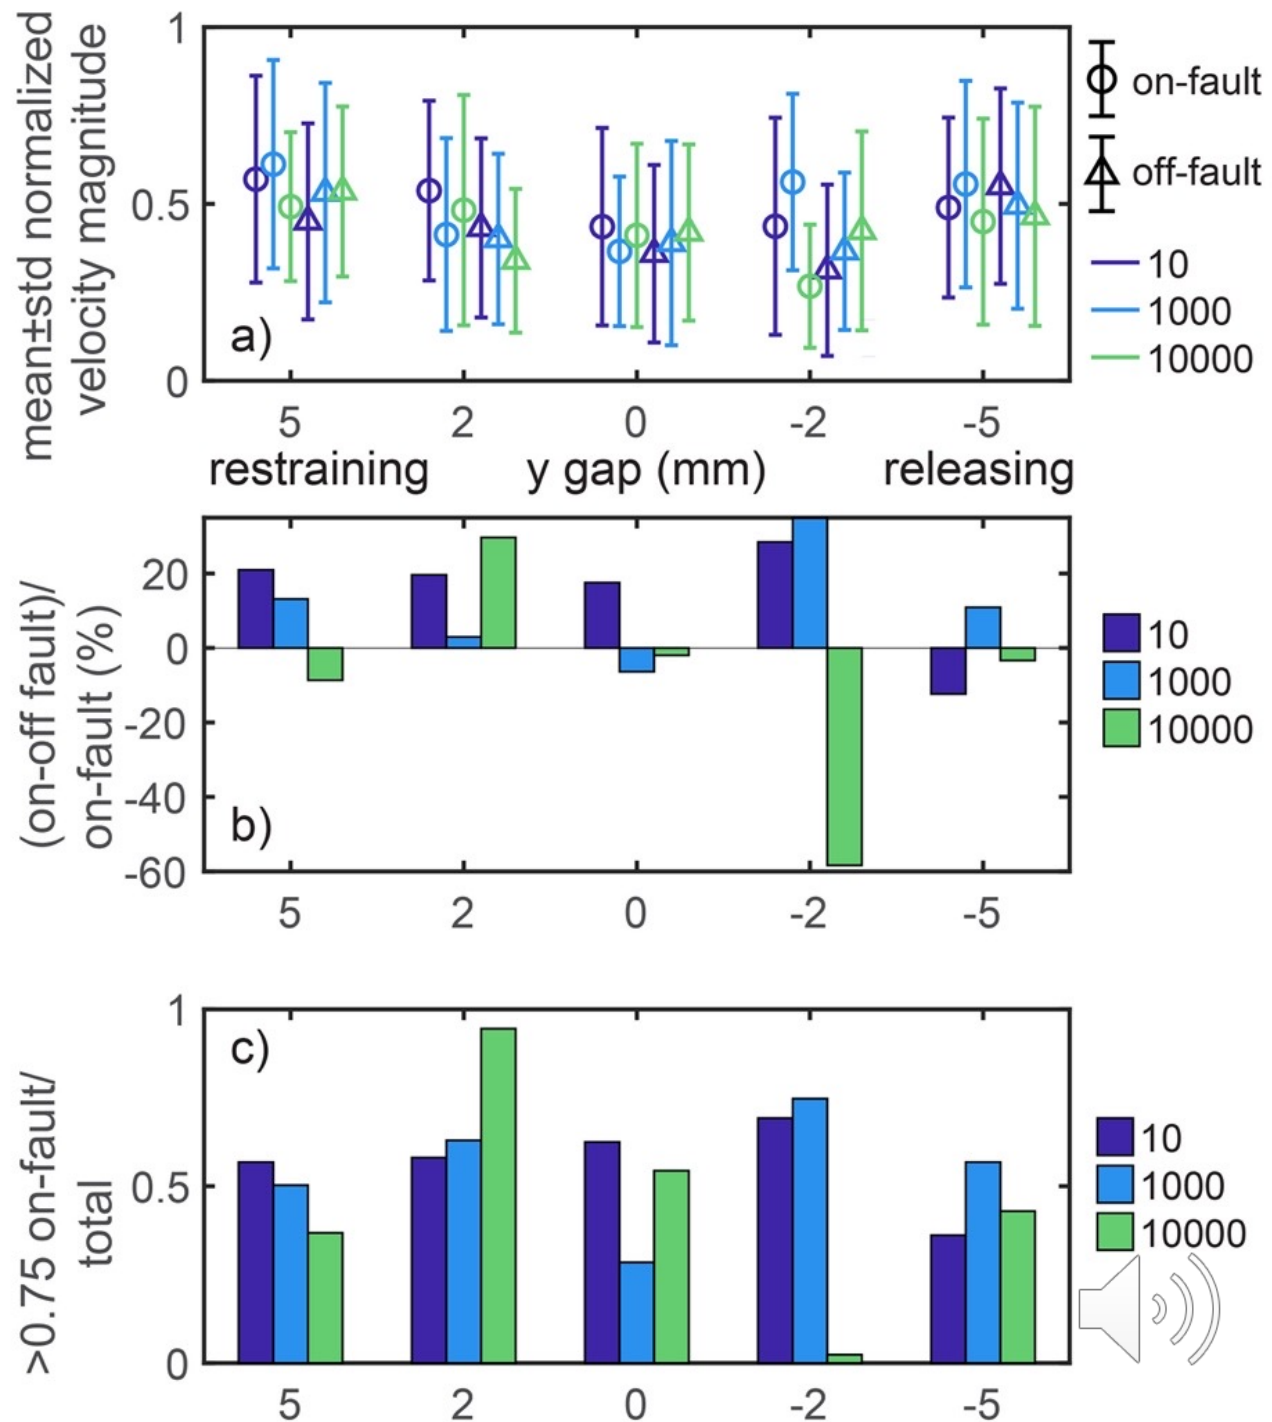 mean±std normalized
velocity magnitude
1
0.5
0
a)
5 2 0 -2 -5
restraining y gap (mm) releasing
on-fault
off-fault
10
1000
10000
(on-off fault)/
on-fault (%)
20
0
-20
-40
-60
b)
5 2 0 -2 -5
10
1000
10000
>0.75 on-fault/
total
1
0.5
0
c)
5 2 0 -2 -5
10
1000
10000